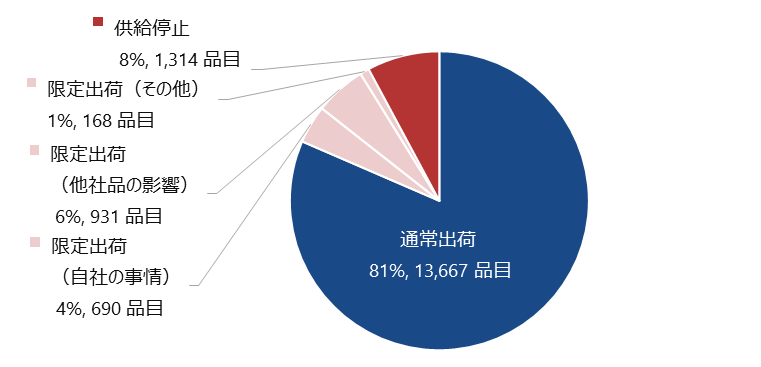 供給停止
8%, 1,314 品目
限定出荷（その他）
1%, 168 品目
限定出荷
（他社品の影響）
6%, 931 品目
限定出荷
（自社の事情）
4%, 690 品目
通常出荷
81%, 13,667 品目